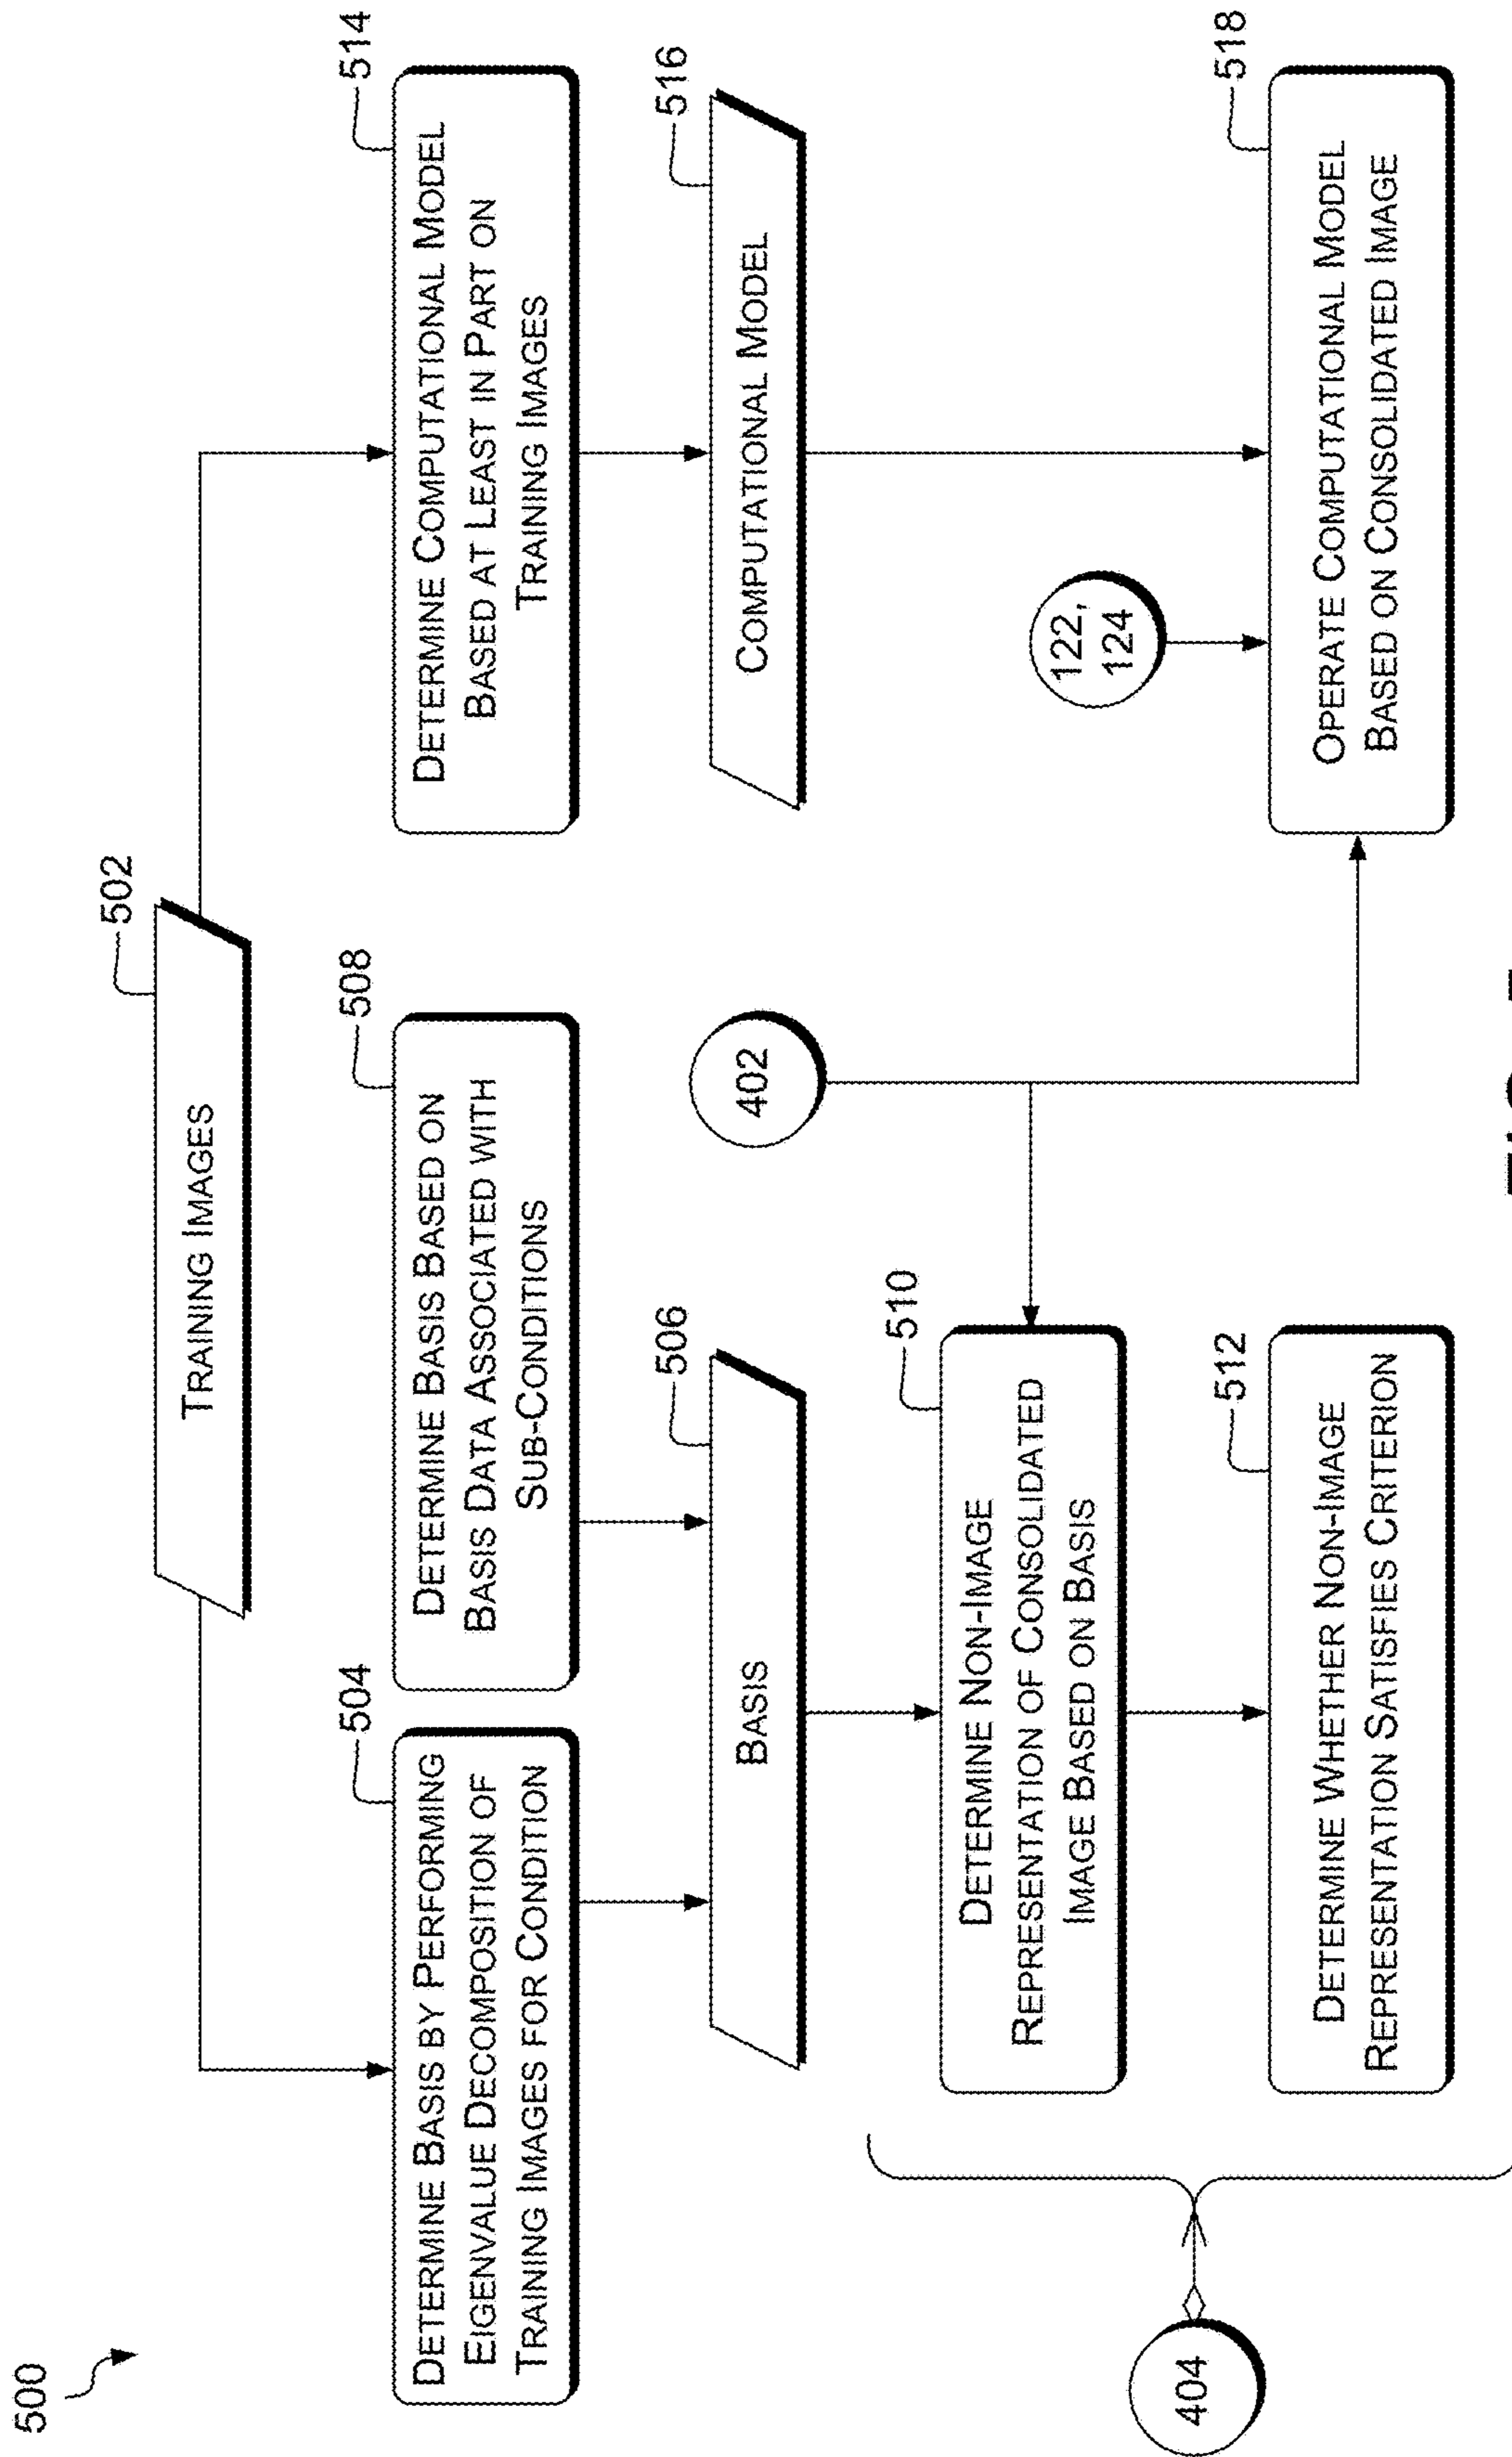 500
502
TRAINING IMAGES
504
DETERMINE BASIS BY PERFORMING
EIGENVALUE DECOMPOSITION OF
TRAINING IMAGES FOR CONDITION
508
DETERMINE BASIS BASED ON
BASIS DATA ASSOCIATED WITH
SUB-CONDITIONS
514
DETERMINE COMPUTATIONAL MODEL
BASED AT LEAST IN PART ON
TRAINING IMAGES
506
BASIS
402
516
COMPUTATIONAL MODEL
510
DETERMINE NON-IMAGE
REPRESENTATION OF CONSOLIDATED
IMAGE BASED ON BASIS
122,
124
404
512
DETERMINE WHETHER NON-IMAGE
REPRESENTATION SATISFIES CRITERION
518
OPERATE COMPUTATIONAL MODEL
BASED ON CONSOLIDATED IMAGE